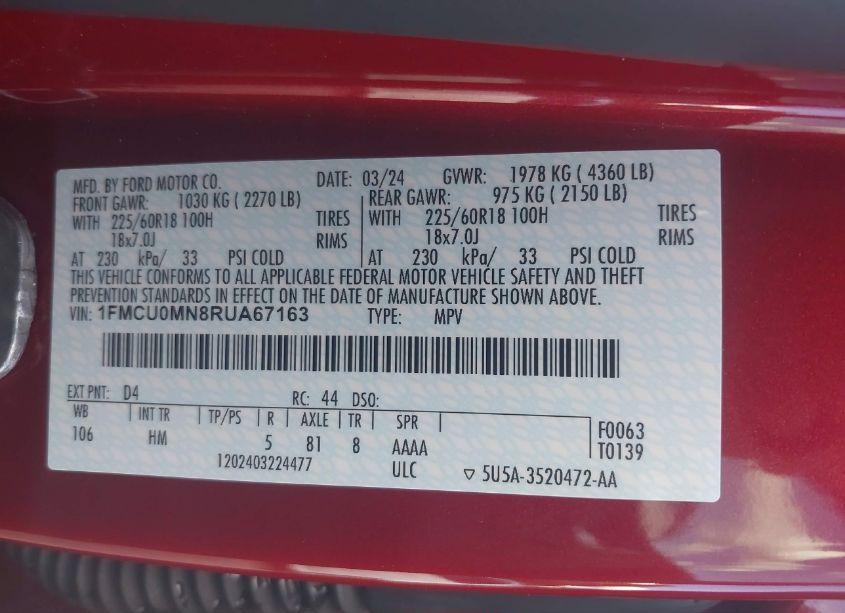 MFD. BY FORD MOTOR CO. DATE: 03/24 GVWR: 1978 KG ( 4360 LB)
FRONT GAWR: 1030 KG ( 2270 LB) REAR GAWR: 975 KG ( 2150 LB)
WITH 225/60R18 100H TIRES WITH 225/60R18 100H TIRES
18x7.0J RIMS 18x7.0J RIMS
AT 230 kPa/ 33 PSI COLD AT 230 kPa/ 33 PSI COLD
THIS VEHICLE CONFORMS TO ALL APPLICABLE FEDERAL MOTOR VEHICLE SAFETY AND THEFT
PREVENTION STANDARDS IN EFFECT ON THE DATE OF MANUFACTURE SHOWN ABOVE.
VIN: 1FMCU0MN8RUA67163 TYPE: MPV
EXT PNT: D4 RC: 44 DSO:
WB INT TR TP/PS R AXLE TR SPR F0063
106 HM 5 81 8 AAAA T0139
1202403224477 ULC ▽ 5U5A-3520472-AA